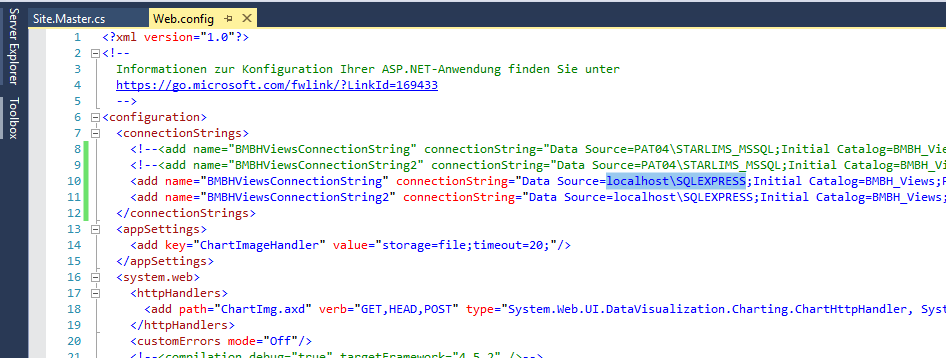 Server Explorer
Toolbox
Site.Master.cs
Web.config
1 <?xml version="1.0"?>
2 <!--
3 Informationen zur Konfiguration Ihrer ASP.NET-Anwendung finden Sie unter
4 https://go.microsoft.com/fwlink/?LinkId=169433
5 -->
6 <configuration>
7 <connectionStrings>
8 <!--<add name="BMBHViewsConnectionString" connectionString="Data Source=PAT04\STARLIMS_MSSQL;Initial Catalog=BMBH_Vie
9 <!--<add name="BMBHViewsConnectionString2" connectionString="Data Source=PAT04\STARLIMS_MSSQL;Initial Catalog=BMBH_Vi
10 <add name="BMBHViewsConnectionString" connectionString="Data Source=localhost\SQLEXPRESS;Initial Catalog=BMBH_Views;
11 <add name="BMBHViewsConnectionString2" connectionString="Data Source=localhost\SQLEXPRESS;Initial Catalog=BMBH_Views;
12 </connectionStrings>
13 <appSettings>
14 <add key="ChartImageHandler" value="storage=file;timeout=20;"/>
15 </appSettings>
16 <system.web>
17 <httpHandlers>
18 <add path="ChartImg.axd" verb="GET,HEAD,POST" type="System.Web.UI.DataVisualization.Charting.ChartHttpHandler, Syst
19 </httpHandlers>
20 <customErrors mode="Off"/>
21 <!--<compilation debug="true" targetFramework="4.5.2" />-->